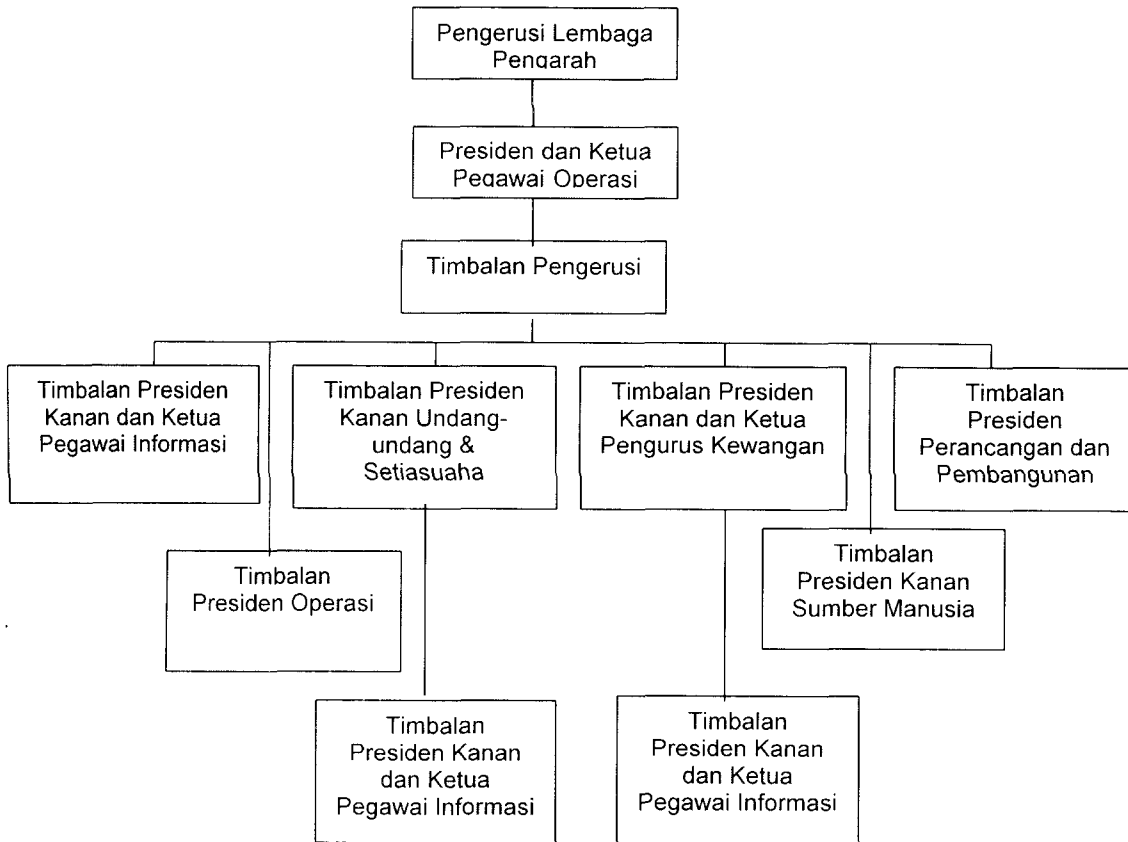 Pengerusi Lembaga
Pengarah
Presiden dan Ketua
Pegawai Operasi
Timbalan Pengerusi
Timbalan Presiden
Kanan dan Ketua
Pegawai Informasi
Timbalan Presiden
Kanan Undang-
undang &
Setiasuaha
Timbalan Presiden
Kanan dan Ketua
Pengurus Kewangan
Timbalan
Presiden
Perancangan dan
Pembangunan
Timbalan
Presiden Operasi
Timbalan
Presiden Kanan
Sumber Manusia
Timbalan
Presiden Kanan
dan Ketua
Pegawai Informasi
Timbalan
Presiden Kanan
dan Ketua
Pegawai Informasi